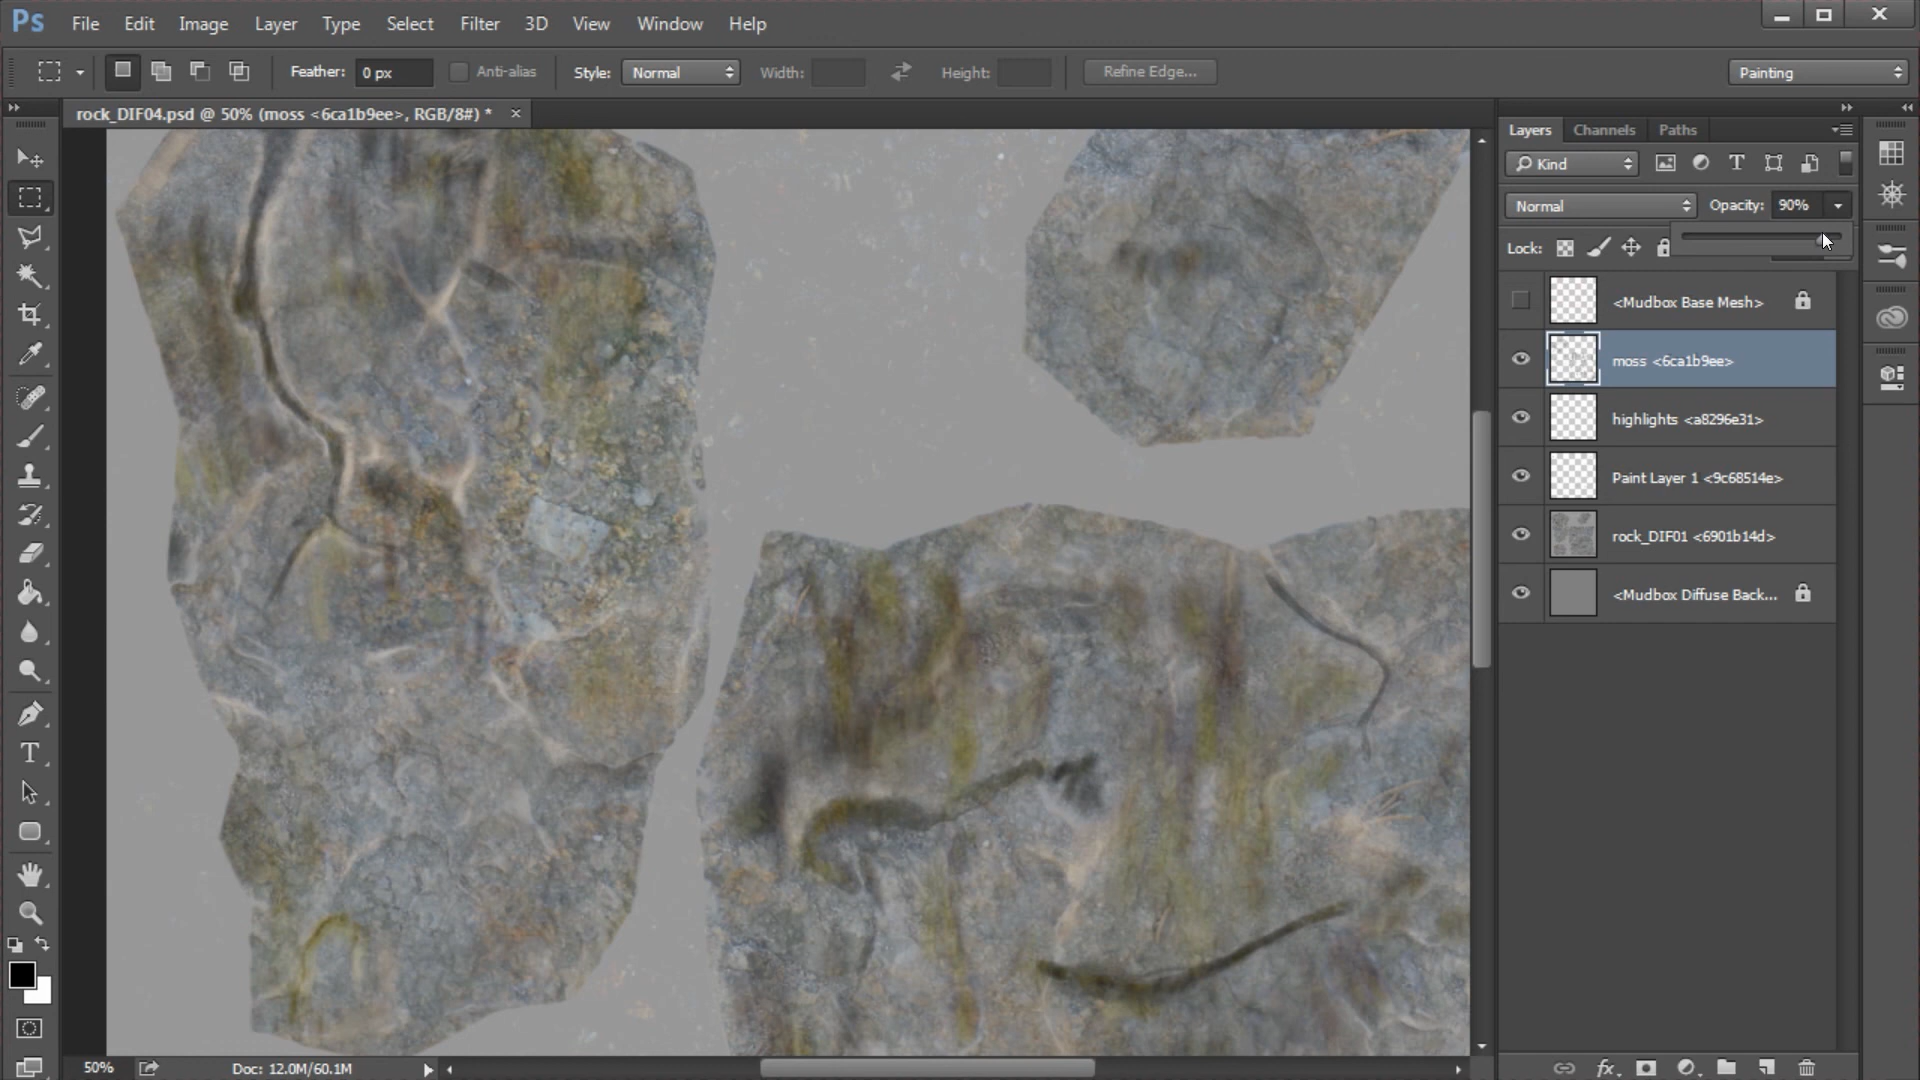 Ps File Edit Image Layer Type Select Filter 3D View Window Help
Feather: 0 px Anti-alias Style: Normal Width: Height: Refine Edge... Painting
rock_DIF04.psd @ 50% (moss <6ca1b9ee>, RGB/8#) *
Layers Channels Paths
Kind
Normal Opacity: 90%
Lock:
<Mudbox Base Mesh>
moss <6ca1b9ee>
highlights <a8296e31>
Paint Layer 1 <9c68514e>
rock_DIF01 <6901b14d>
<Mudbox Diffuse Back...
50% Doc: 12.0M/60.1M